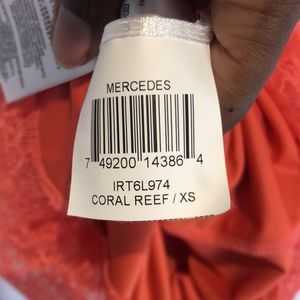 MERCEDES
7 49200 14386 4
IRT6L974
CORAL REEF / XS